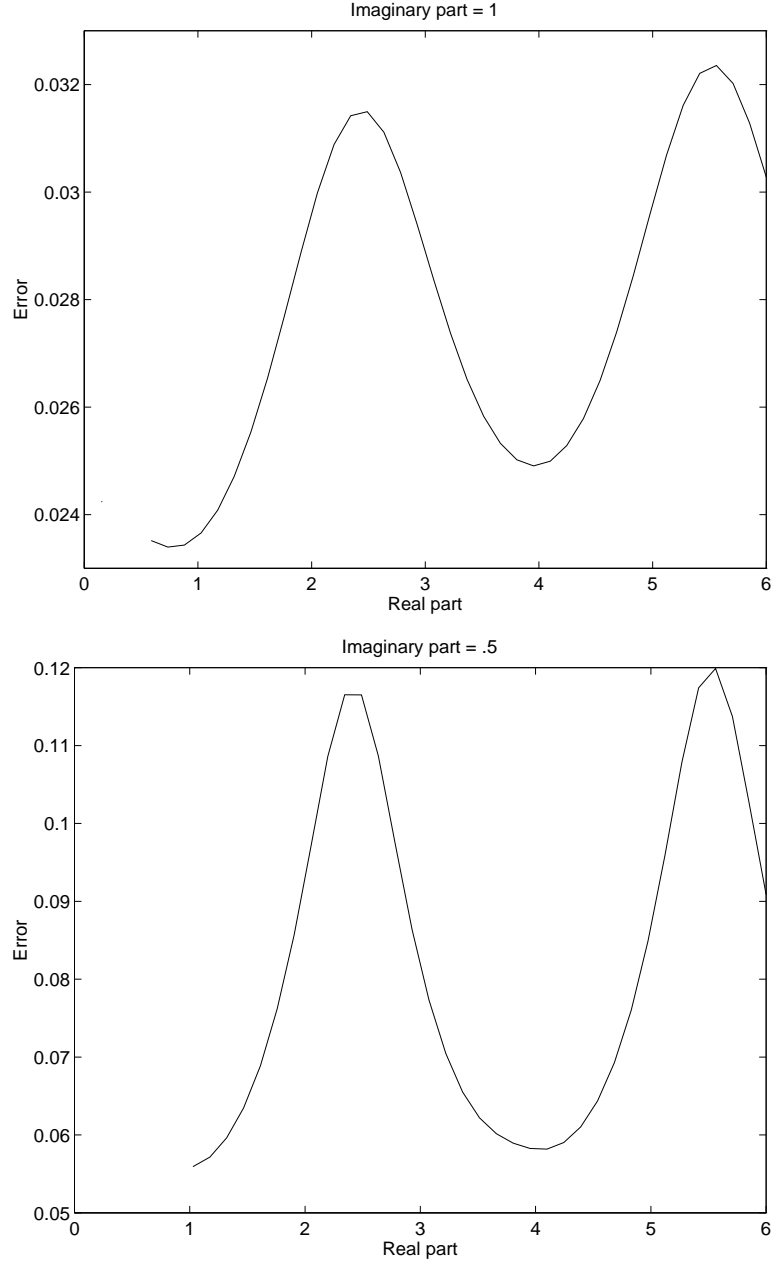 Imaginary part = 1
0.032
0.03
0.028
0.026
0.024
Error
0 1 2 3 4 5 6
Real part
Imaginary part = .5
0.12
0.11
0.1
0.09
0.08
0.07
0.06
0.05
Error
0 1 2 3 4 5 6
Real part